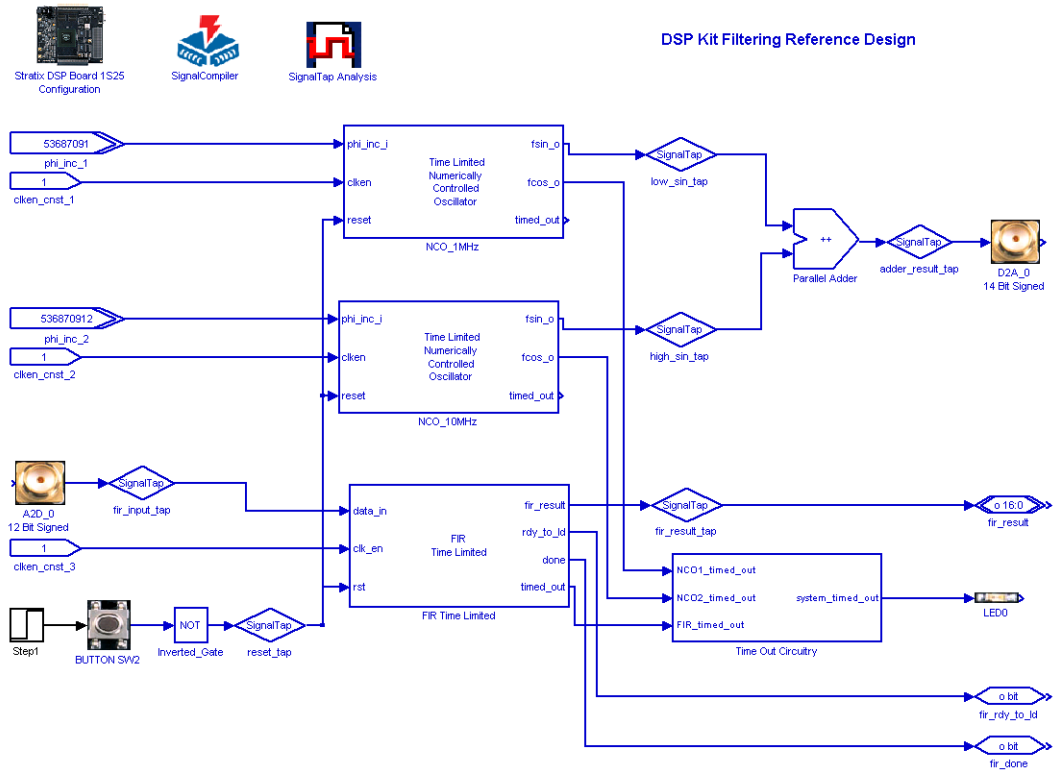 DSP Kit Filtering Reference Design
Stratix DSP Board 1S25
Configuration
SignalCompiler
SignalTap Analysis
53687091
phi_inc_1
1
clken_cnst_1
phi_inc_i
clken
reset
Time Limited
Numerically
Controlled
Oscillator
fsin_o
fcos_o
timed_out
NCO_1MHz
SignalTap
low_sin_tap
++
Parallel Adder
SignalTap
adder_result_tap
D2A_0
14 Bit Signed
536870912
phi_inc_2
1
clken_cnst_2
phi_inc_i
clken
reset
Time Limited
Numerically
Controlled
Oscillator
fsin_o
fcos_o
timed_out
NCO_10MHz
SignalTap
high_sin_tap
A2D_0
12 Bit Signed
SignalTap
fir_input_tap
1
clken_cnst_3
data_in
clk_en
rst
FIR
Time Limited
fir_result
rdy_to_ld
done
timed_out
FIR Time Limited
SignalTap
fir_result_tap
o 16:0
fir_result
NCO1_timed_out
NCO2_timed_out
FIR_timed_out
system_timed_out
Time Out Circuitry
LED0
Step1
BUTTON SW2
NOT
Inverted_Gate
SignalTap
reset_tap
o bit
fir_rdy_to_ld
o bit
fir_done